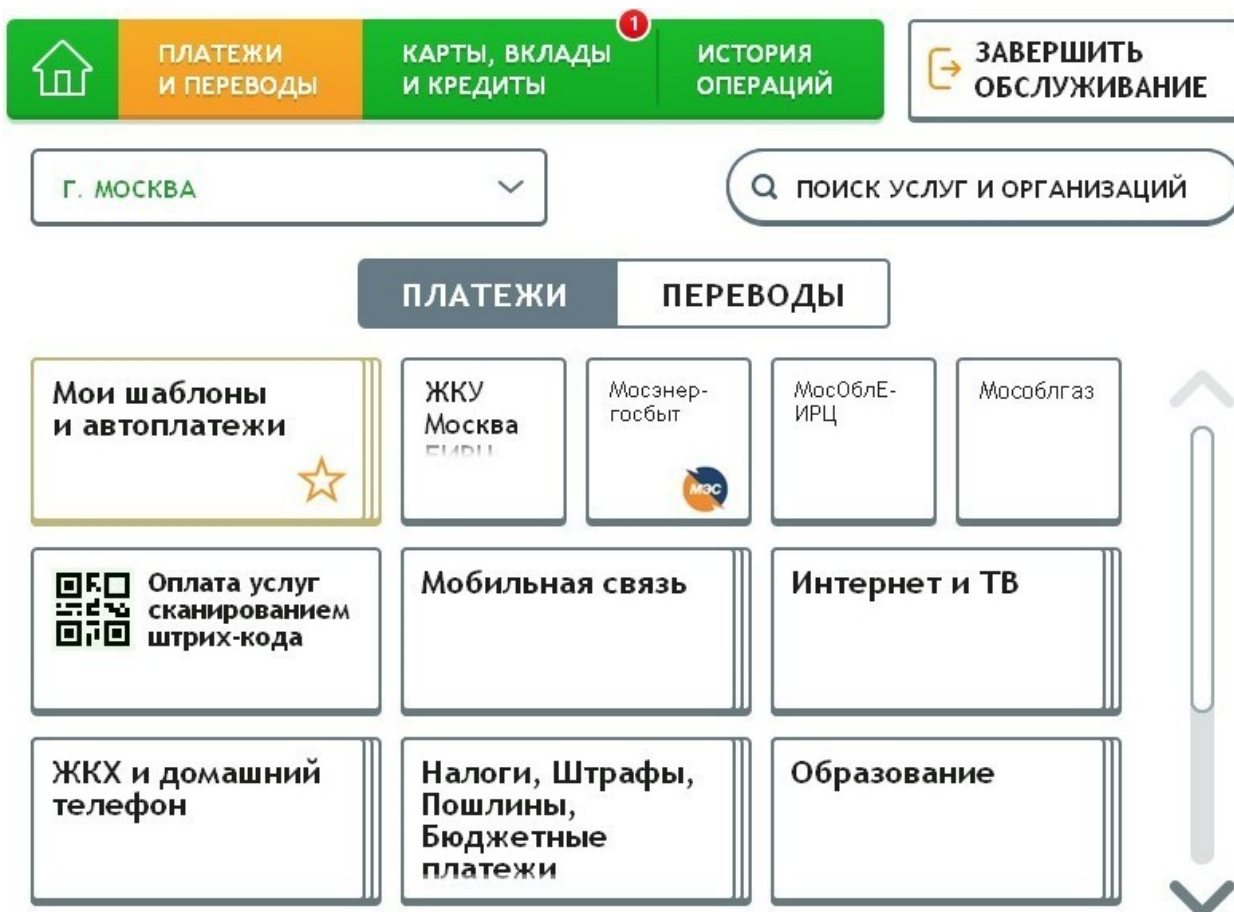 ПЛАТЕЖИ
И ПЕРЕВОДЫ
КАРТЫ, ВКЛАДЫ
И КРЕДИТЫ
1
ИСТОРИЯ
ОПЕРАЦИЙ
ЗАВЕРШИТЬ
ОБСЛУЖИВАНИЕ
Г. МОСКВА
ПОИСК УСЛУГ И ОРГАНИЗАЦИЙ
ПЛАТЕЖИ
ПЕРЕВОДЫ
Мои шаблоны
и автоплатежи
ЖКУ
Москва
ЕИРЦ
Мосэнер-
госбыт
МЭС
МосОблЕ-
ИРЦ
Мособлгаз
Оплата услуг
сканированием
штрих-кода
Мобильная связь
Интернет и ТВ
ЖКХ и домашний
телефон
Налоги, Штрафы,
Пошлины,
Бюджетные
платежи
Образование